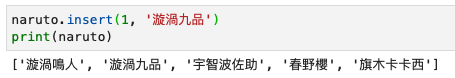 naruto.insert(1, '漩渦九品')
print(naruto)
['漩渦鳴人', '漩渦九品', '宇智波佐助', '春野櫻', '旗木卡卡西']